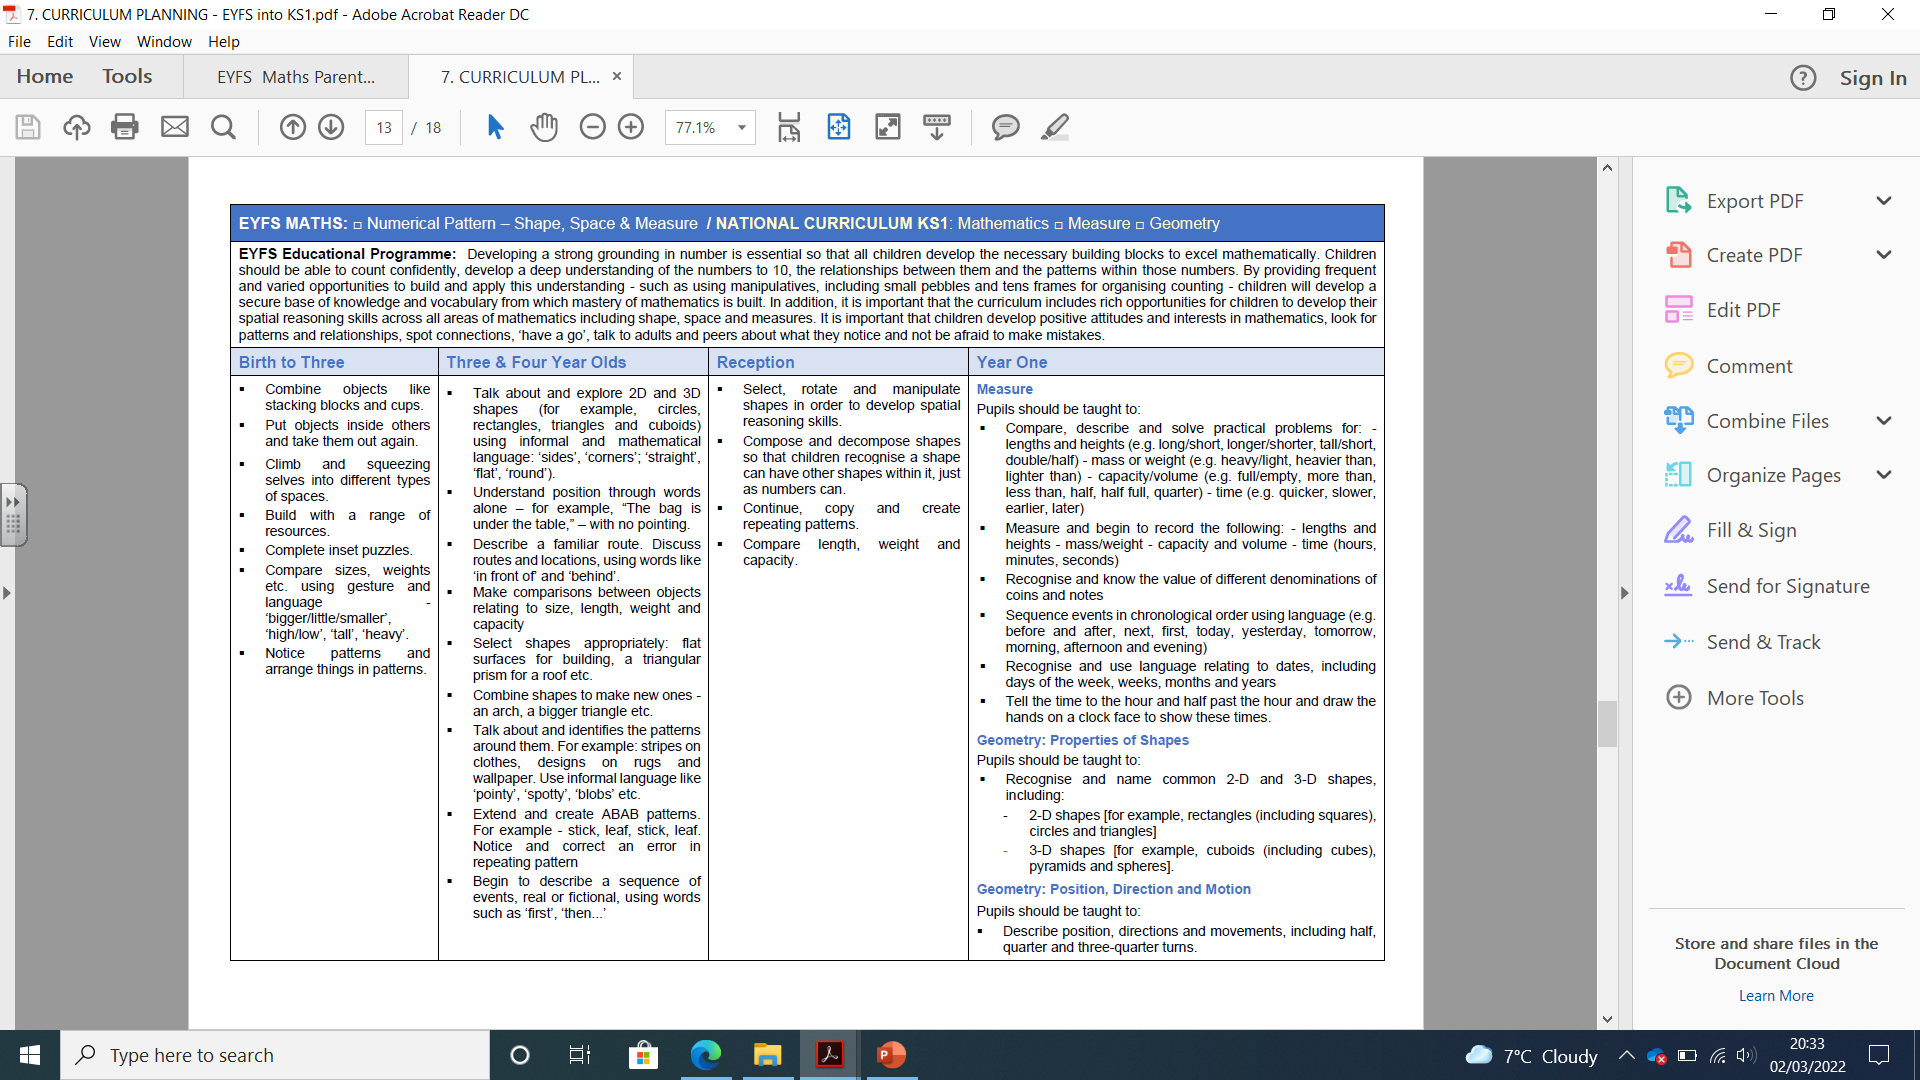 7. CURRICULUM PLANNING - EYFS into KS1.pdf - Adobe Acrobat Reader DC
File Edit View Window Help
Home Tools EYFS Maths Parent... 7. CURRICULUM PL... × ? Sign In
13 / 18 77.1%
EYFS MATHS: □ Numerical Pattern – Shape, Space & Measure / NATIONAL CURRICULUM KS1: Mathematics □ Measure □ Geometry
EYFS Educational Programme: Developing a strong grounding in number is essential so that all children develop the necessary building blocks to excel mathematically. Children
should be able to count confidently, develop a deep understanding of the numbers to 10, the relationships between them and the patterns within those numbers. By providing frequent
and varied opportunities to build and apply this understanding - such as using manipulatives, including small pebbles and tens frames for organising counting - children will develop a
secure base of knowledge and vocabulary from which mastery of mathematics is built. In addition, it is important that the curriculum includes rich opportunities for children to develop their
spatial reasoning skills across all areas of mathematics including shape, space and measures. It is important that children develop positive attitudes and interests in mathematics, look for
patterns and relationships, spot connections, ‘have a go’, talk to adults and peers about what they notice and not be afraid to make mistakes.
Birth to Three
▪ Combine objects like
stacking blocks and cups.
▪ Put objects inside others
and take them out again.
▪ Climb and squeezing
selves into different types
of spaces.
▪ Build with a range of
resources.
▪ Complete inset puzzles.
▪ Compare sizes, weights
etc. using gesture and
language -
‘bigger/little/smaller’,
‘high/low’, ‘tall’, ‘heavy’.
▪ Notice patterns and
arrange things in patterns.
Three & Four Year Olds
▪ Talk about and explore 2D and 3D
shapes (for example, circles,
rectangles, triangles and cuboids)
using informal and mathematical
language: ‘sides’, ‘corners’; ‘straight’,
‘flat’, ‘round’).
▪ Understand position through words
alone – for example, “The bag is
under the table,” – with no pointing.
▪ Describe a familiar route. Discuss
routes and locations, using words like
‘in front of’ and ‘behind’.
▪ Make comparisons between objects
relating to size, length, weight and
capacity
▪ Select shapes appropriately: flat
surfaces for building, a triangular
prism for a roof etc.
▪ Combine shapes to make new ones -
an arch, a bigger triangle etc.
▪ Talk about and identifies the patterns
around them. For example: stripes on
clothes, designs on rugs and
wallpaper. Use informal language like
‘pointy’, ‘spotty’, ‘blobs’ etc.
▪ Extend and create ABAB patterns.
For example - stick, leaf, stick, leaf.
Notice and correct an error in
repeating pattern
▪ Begin to describe a sequence of
events, real or fictional, using words
such as ‘first’, ‘then...’
Reception
▪ Select, rotate and manipulate
shapes in order to develop spatial
reasoning skills.
▪ Compose and decompose shapes
so that children recognise a shape
can have other shapes within it, just
as numbers can.
▪ Continue, copy and create
repeating patterns.
▪ Compare length, weight and
capacity.
Year One
Measure
Pupils should be taught to:
▪ Compare, describe and solve practical problems for: -
lengths and heights (e.g. long/short, longer/shorter, tall/short,
double/half) - mass or weight (e.g. heavy/light, heavier than,
lighter than) - capacity/volume (e.g. full/empty, more than,
less than, half, half full, quarter) - time (e.g. quicker, slower,
earlier, later)
▪ Measure and begin to record the following: - lengths and
heights - mass/weight - capacity and volume - time (hours,
minutes, seconds)
▪ Recognise and know the value of different denominations of
coins and notes
▪ Sequence events in chronological order using language (e.g.
before and after, next, first, today, yesterday, tomorrow,
morning, afternoon and evening)
▪ Recognise and use language relating to dates, including
days of the week, weeks, months and years
▪ Tell the time to the hour and half past the hour and draw the
hands on a clock face to show these times.
Geometry: Properties of Shapes
Pupils should be taught to:
▪ Recognise and name common 2-D and 3-D shapes,
including:
- 2-D shapes [for example, rectangles (including squares),
circles and triangles]
- 3-D shapes [for example, cuboids (including cubes),
pyramids and spheres].
Geometry: Position, Direction and Motion
Pupils should be taught to:
▪ Describe position, directions and movements, including half,
quarter and three-quarter turns.
Export PDF
Create PDF
Edit PDF
Comment
Combine Files
Organize Pages
Fill & Sign
Send for Signature
Send & Track
More Tools
Store and share files in the
Document Cloud
Learn More
Type here to search
7°C Cloudy
20:33
02/03/2022